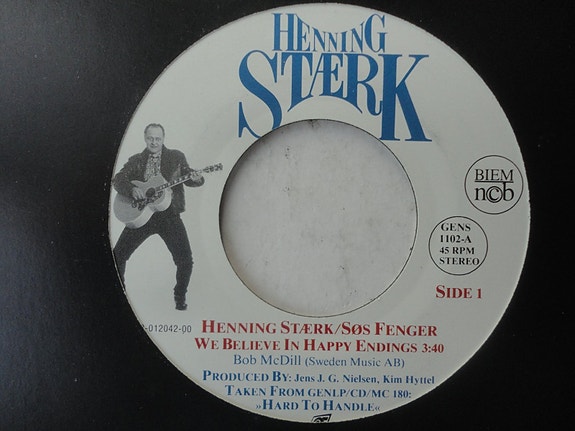 HENNING
STÆRK
BIEM
ncb
GENS
1102-A
45 RPM
STEREO
SIDE 1
-012042-00
HENNING STÆRK/SØS FENGER
WE BELIEVE IN HAPPY ENDINGS 3:40
Bob McDill (Sweden Music AB)
PRODUCED BY: Jens J. G. Nielsen, Kim Hyttel
TAKEN FROM GENLP/CD/MC 180:
»HARD TO HANDLE«